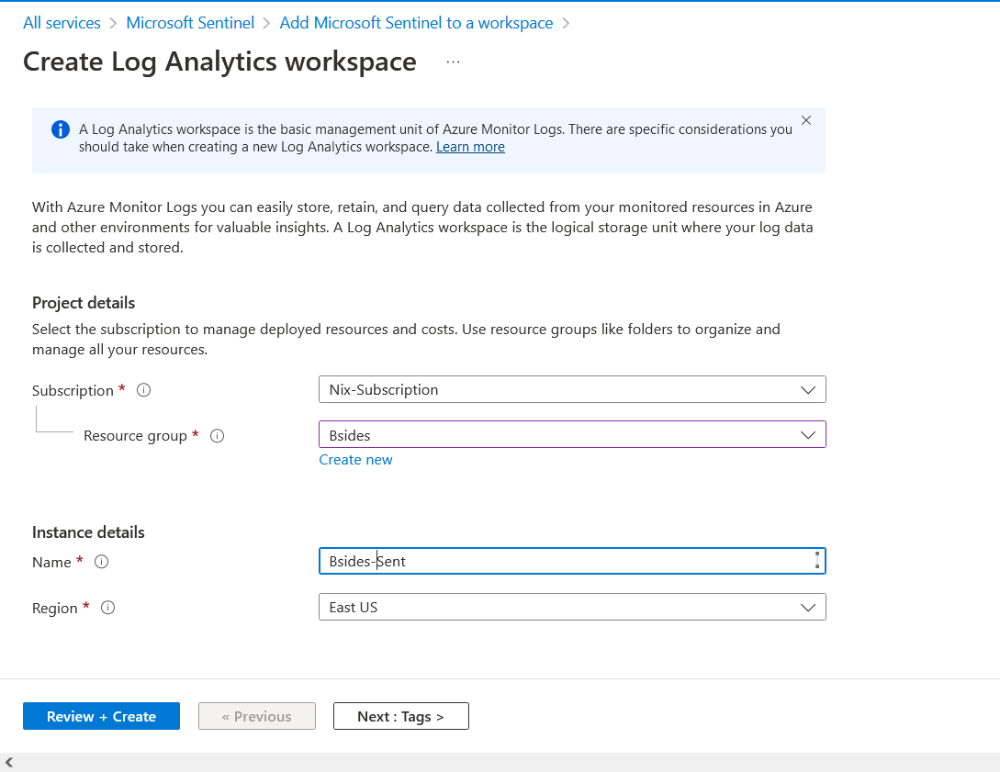 All services > Microsoft Sentinel > Add Microsoft Sentinel to a workspace >
Create Log Analytics workspace ...
A Log Analytics workspace is the basic management unit of Azure Monitor Logs. There are specific considerations you
should take when creating a new Log Analytics workspace. Learn more
With Azure Monitor Logs you can easily store, retain, and query data collected from your monitored resources in Azure
and other environments for valuable insights. A Log Analytics workspace is the logical storage unit where your log data
is collected and stored.
Project details
Select the subscription to manage deployed resources and costs. Use resource groups like folders to organize and
manage all your resources.
Subscription * Nix-Subscription
Resource group * Bsides
Create new
Instance details
Name * Bsides-Sent
Region * East US
Review + Create « Previous Next : Tags >